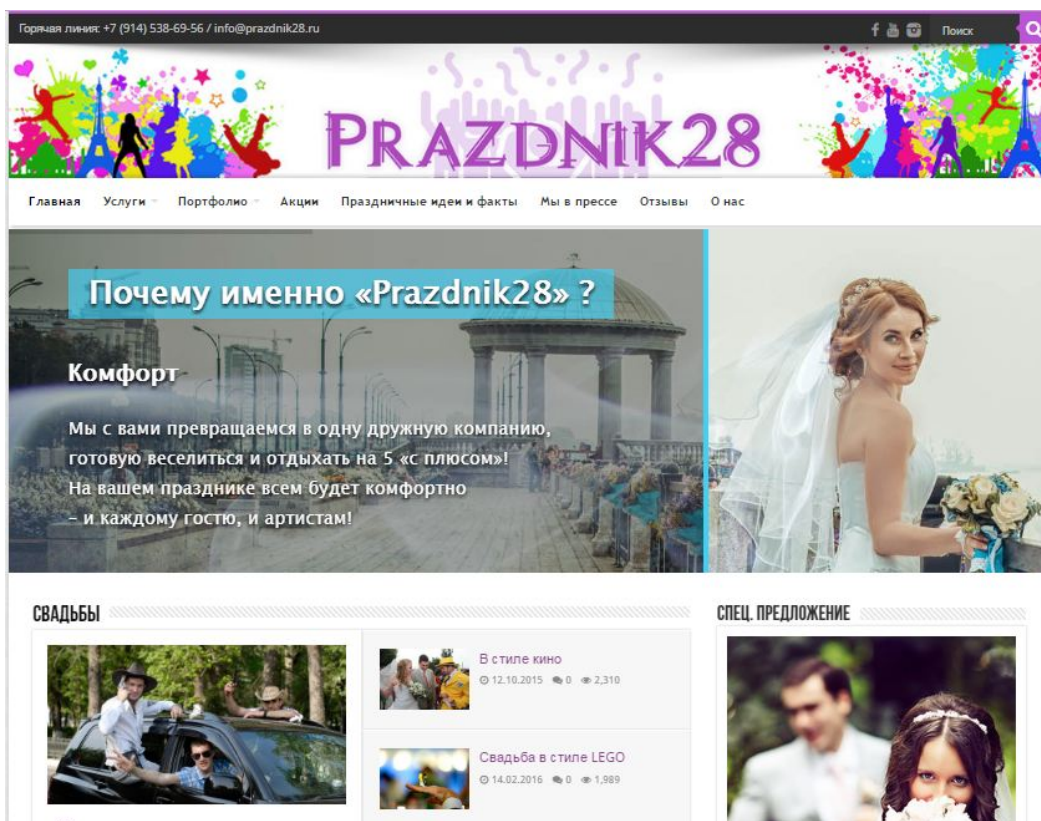 Горячая линия: +7 (914) 538-69-56 / info@prazdnik28.ru
Поиск
PRAZDNIK28
Главная Услуги Портфолио Акции Праздничные идеи и факты Мы в прессе Отзывы О нас
Почему именно «Prazdnik28» ?
Комфорт
Мы с вами превращаемся в одну дружную компанию,
готовую веселиться и отдыхать на 5 «с плюсом»!
На вашем празднике всем будет комфортно
– и каждому гостю, и артистам!
СВАДЬБЫ
В стиле кино
12.10.2015 0 2,310
Свадьба в стиле LEGO
14.02.2016 0 1,989
СПЕЦ. ПРЕДЛОЖЕНИЕ